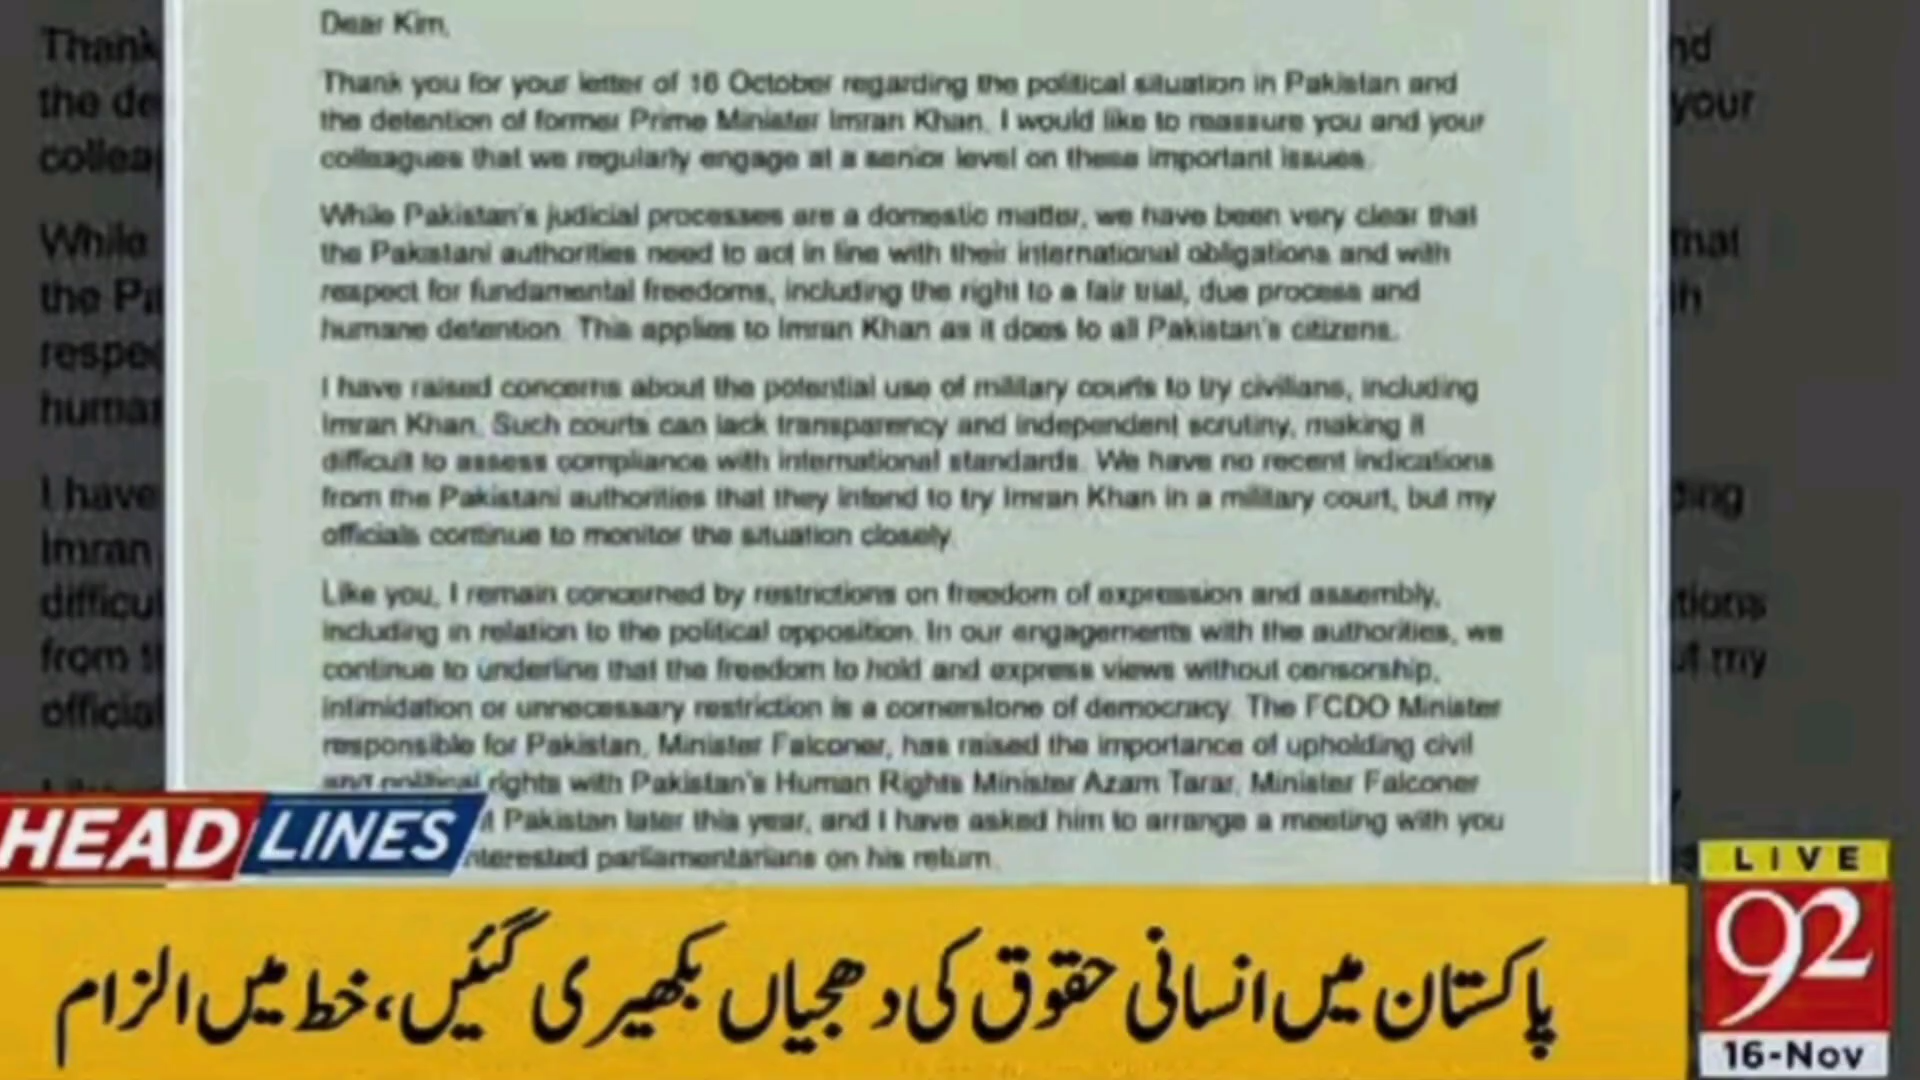 Dear Kim,
Thank you for your letter of 16 October regarding the political situation in Pakistan and
the detention of former Prime Minister Imran Khan. I would like to reassure you and your
colleagues that we regularly engage at a senior level on these important issues.
While Pakistan's judicial processes are a domestic matter, we have been very clear that
the Pakistani authorities need to act in line with their international obligations and with
respect for fundamental freedoms, including the right to a fair trial, due process and
humane detention. This applies to Imran Khan as it does to all Pakistan's citizens.
I have raised concerns about the potential use of military courts to try civilians, including
Imran Khan. Such courts can lack transparency and independent scrutiny, making it
difficult to assess compliance with international standards. We have no recent indications
from the Pakistani authorities that they intend to try Imran Khan in a military court, but my
officials continue to monitor the situation closely.
Like you, I remain concerned by restrictions on freedom of expression and assembly,
including in relation to the political opposition. In our engagements with the authorities, we
continue to underline that the freedom to hold and express views without censorship,
intimidation or unnecessary restriction is a cornerstone of democracy. The FCDO Minister
responsible for Pakistan, Minister Falconer, has raised the importance of upholding civil
and political rights with Pakistan's Human Rights Minister Azam Tarar. Minister Falconer
Pakistan later this year, and I have asked him to arrange a meeting with you
nterested parliamentarians on his return.
HEADLINES
پاکستان میں انسانی حقوق کی دھجیاں بکھیری گئیں، خط میں الزام
LIVE
92
16-Nov